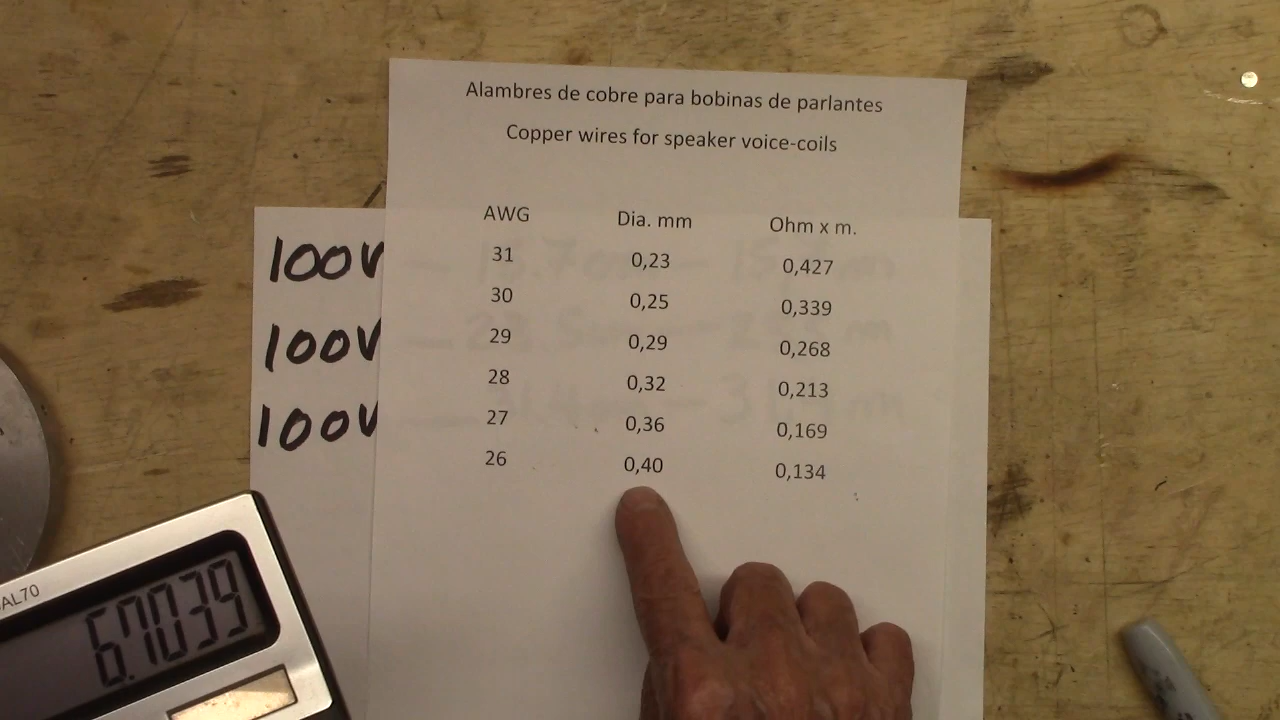 Alambres de cobre para bobinas de parlantes
Copper wires for speaker voice-coils
AWG Dia. mm Ohm x m.
31 0,23 0,427
30 0,25 0,339
29 0,29 0,268
28 0,32 0,213
27 0,36 0,169
26 0,40 0,134
100V
100V
100V
AL70
6.7039